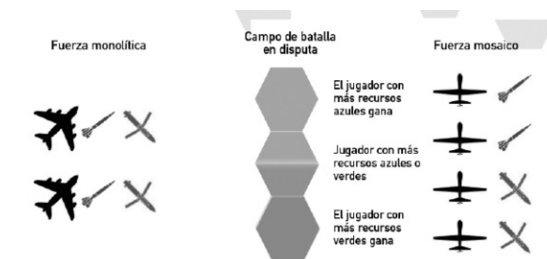 Fuerza monolítica
Campo de batalla
en disputa
Fuerza mosaico
El jugador con
más recursos
azules gana
Jugador con más
recursos azules o
verdes
El jugador con
más recursos
verdes gana